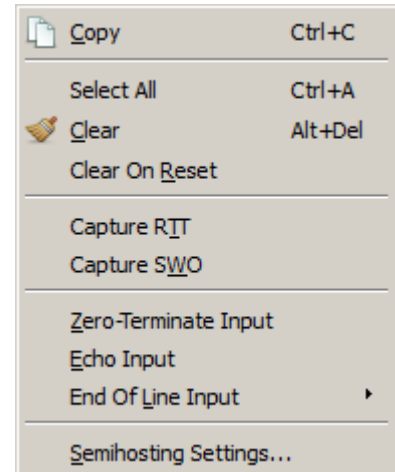 Copy Ctrl+C
Select All Ctrl+A
Clear Alt+Del
Clear On Reset
Capture RTT
Capture SWO
Zero-Terminate Input
Echo Input
End Of Line Input
Semihosting Settings...